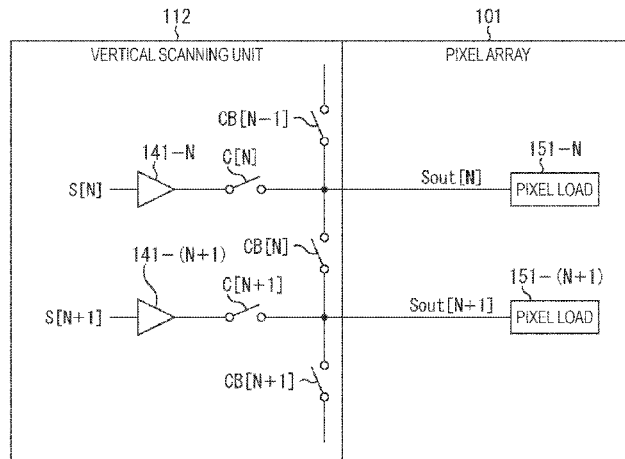 112
101
VERTICAL SCANNING UNIT
PIXEL ARRAY
CB[N-1]
141-N
C[N]
S[N]
Sout[N]
151-N
PIXEL LOAD
CB[N]
141-(N+1)
C[N+1]
S[N+1]
Sout[N+1]
151-(N+1)
PIXEL LOAD
CB[N+1]